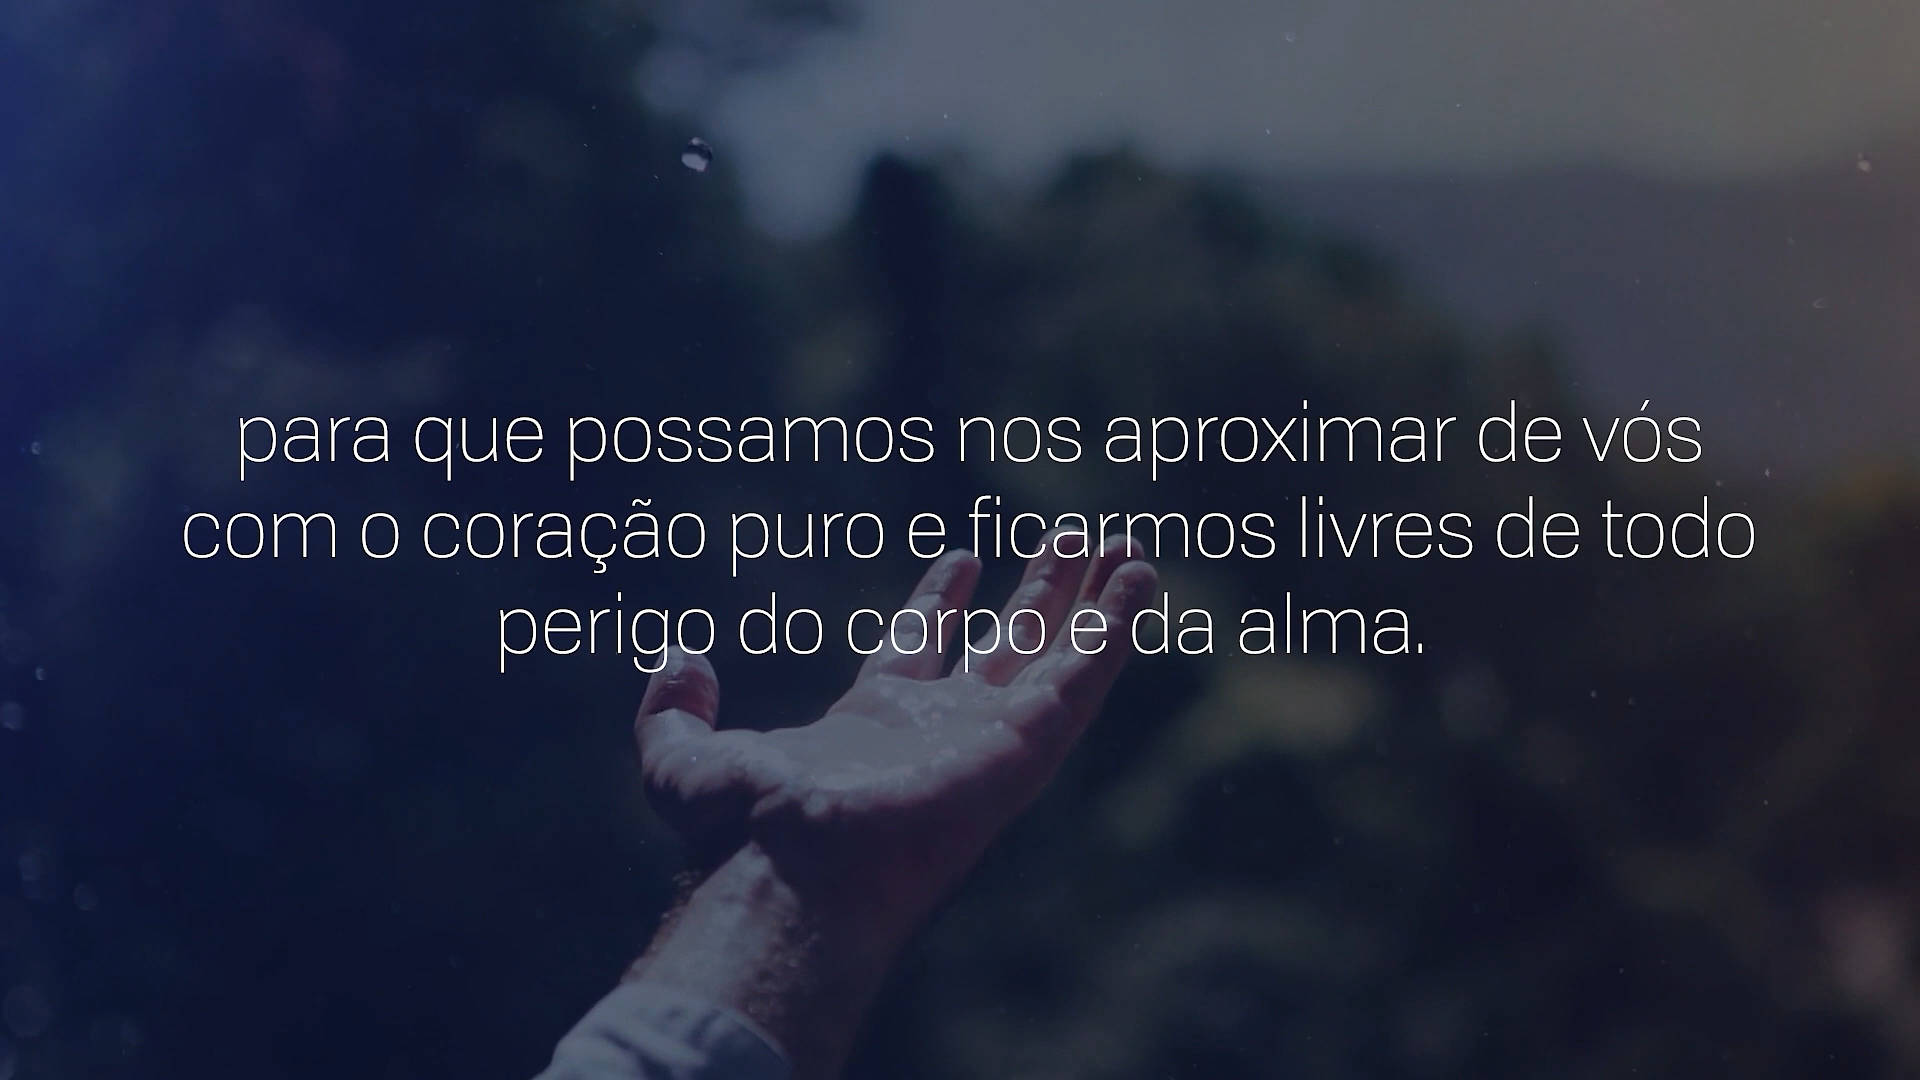 para que possamos nos aproximar de vós
com o coração puro e ficarmos livres de todo
perigo do corpo e da alma.